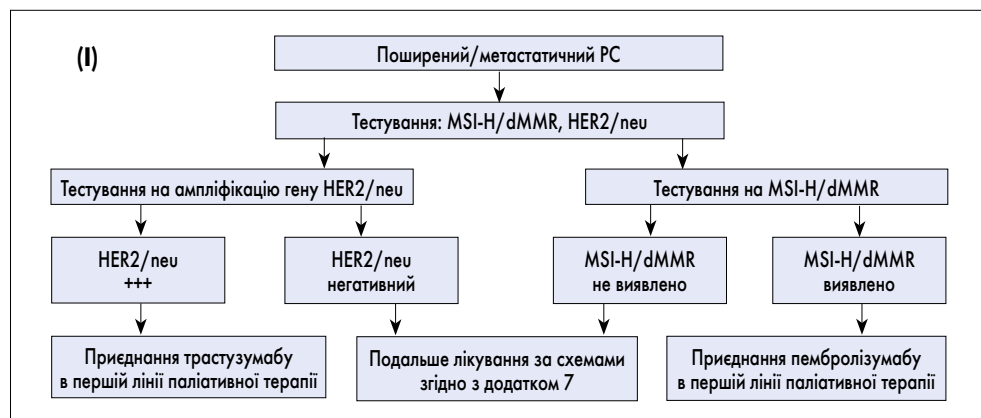 (I)
Поширений/метастатичний РС
Тестування: MSI-H/dMMR, HER2/neu
Тестування на ампліфікацію гену HER2/neu
Тестування на MSI-H/dMMR
HER2/neu
+++
HER2/neu
негативний
MSI-H/dMMR
не виявлено
MSI-H/dMMR
виявлено
Приєднання трастузумабу
в першій лінії паліативної терапії
Подальше лікування за схемами
згідно з додатком 7
Приєднання пембролізумабу
в першій лінії паліативної терапії